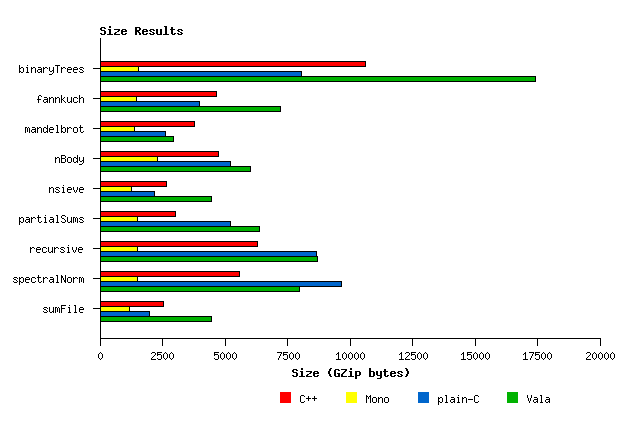 Size Results
binaryTrees
fannkuch
mandelbrot
nBody
nsieve
partialSums
recursive
spectralNorm
sumFile
0 2500 5000 7500 10000 12500 15000 17500 20000
Size (GZip bytes)
C++ Mono plain-C Vala